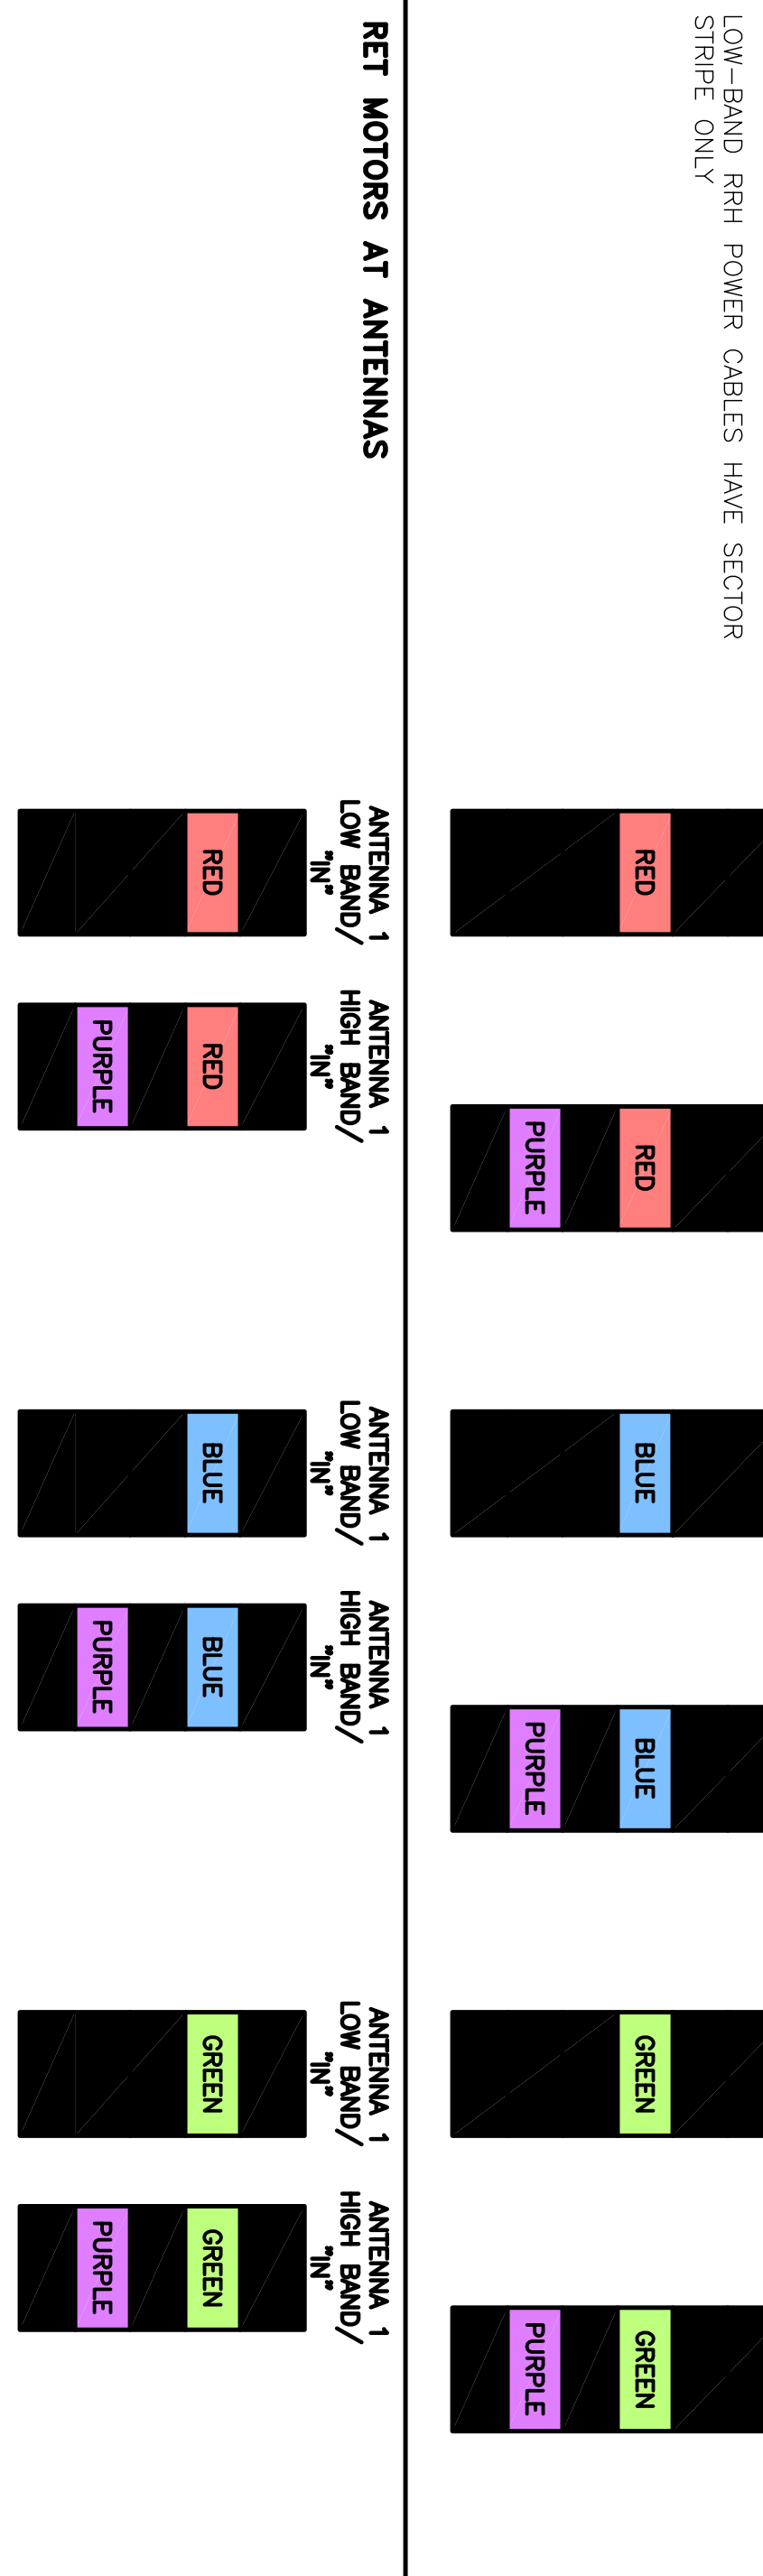 LOW-BAND RRH POWER CABLES HAVE SECTOR
STRIPE ONLY
RED
RED
PURPLE
BLUE
BLUE
PURPLE
GREEN
GREEN
PURPLE
RET MOTORS AT ANTENNAS
ANTENNA 1
LOW BAND/
"IN"
RED
ANTENNA 1
HIGH BAND/
"IN"
RED
PURPLE
ANTENNA 1
LOW BAND/
"IN"
BLUE
ANTENNA 1
HIGH BAND/
"IN"
BLUE
PURPLE
ANTENNA 1
LOW BAND/
"IN"
GREEN
ANTENNA 1
HIGH BAND/
"IN"
GREEN
PURPLE